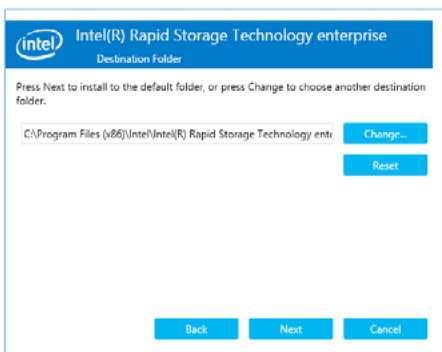 intel
Intel(R) Rapid Storage Technology enterprise
Destination Folder
Press Next to install to the default folder, or press Change to choose another destination
folder.
C:\Program Files (x86)\Intel\Intel(R) Rapid Storage Technology ente
Change...
Reset
Back
Next
Cancel